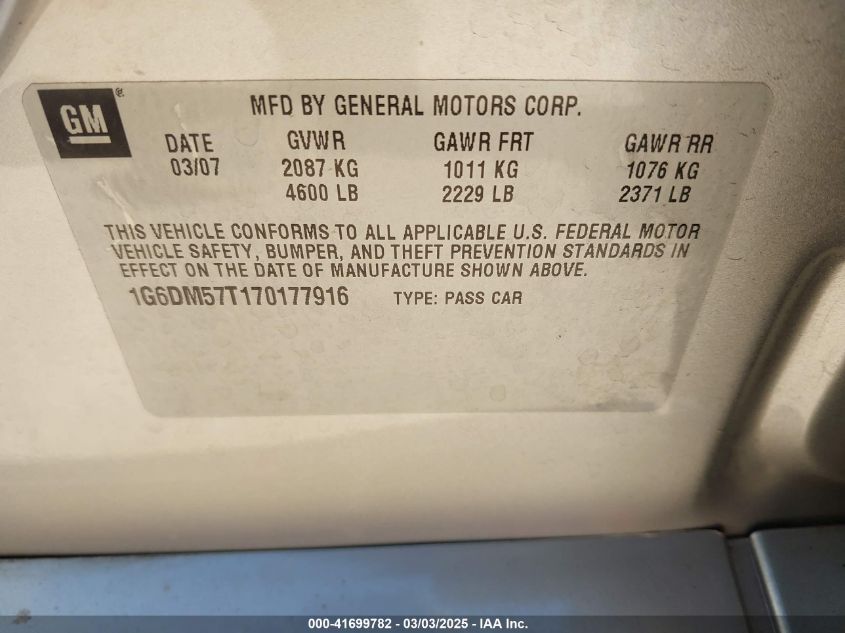 GM®
MFD BY GENERAL MOTORS CORP.
DATE GVWR GAWR FRT GAWR RR
03/07 2087 KG 1011 KG 1076 KG
4600 LB 2229 LB 2371 LB
THIS VEHICLE CONFORMS TO ALL APPLICABLE U.S. FEDERAL MOTOR
VEHICLE SAFETY, BUMPER, AND THEFT PREVENTION STANDARDS IN
EFFECT ON THE DATE OF MANUFACTURE SHOWN ABOVE.
1G6DM57T170177916 TYPE: PASS CAR
000-41699782 / 03/03/2025 - IAA Inc.